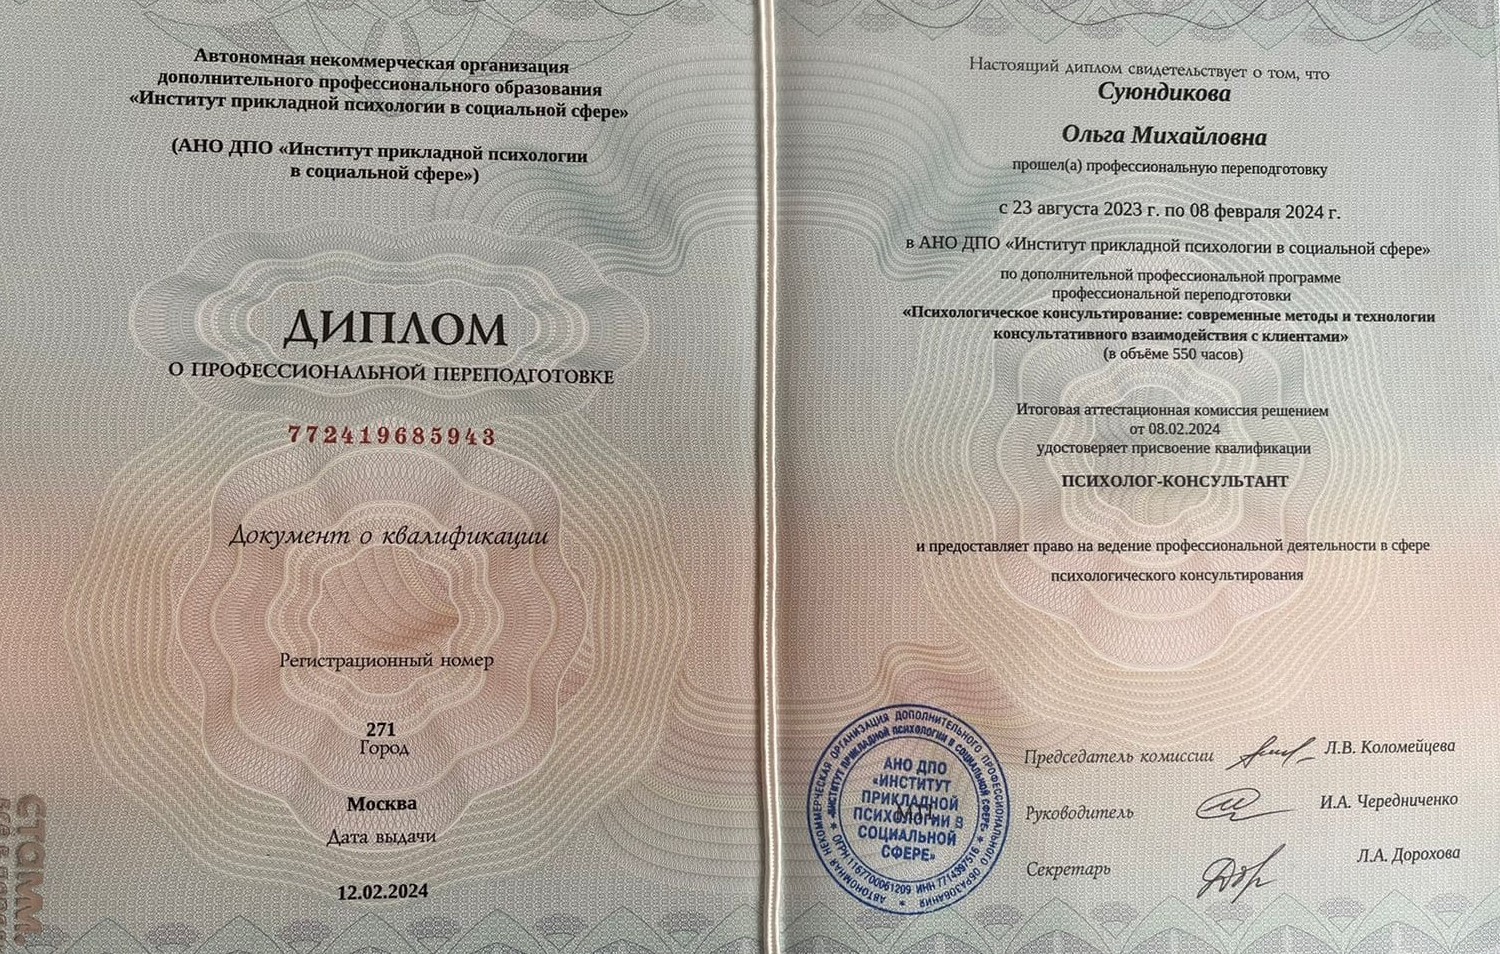 Автономная некоммерческая организация
дополнительного профессионального образования
«Институт прикладной психологии в социальной сфере»
(АНО ДПО «Институт прикладной психологии
в социальной сфере»)
ДИПЛОМ
О ПРОФЕССИОНАЛЬНОЙ ПЕРЕПОДГОТОВКЕ
772419685943
Документ о квалификации
Регистрационный номер
271
Город
Москва
Дата выдачи
12.02.2024
Настоящий диплом свидетельствует о том, что
Суюндикова
Ольга Михайловна
прошел(а) профессиональную переподготовку
с 23 августа 2023 г. по 08 февраля 2024 г.
в АНО ДПО «Институт прикладной психологии в социальной сфере»
по дополнительной профессиональной программе
профессиональной переподготовки
«Психологическое консультирование: современные методы и технологии
консультативного взаимодействия с клиентами»
(в объёме 550 часов)
Итоговая аттестационная комиссия решением
от 08.02.2024
удостоверяет присвоение квалификации
ПСИХОЛОГ-КОНСУЛЬТАНТ
и предоставляет право на ведение профессиональной деятельности в сфере
психологического консультирования
Председатель комиссии Л.В. Коломейцева
Руководитель И.А. Чередниченко
Секретарь Л.А. Дорохова
АВТОНОМНАЯ НЕКОММЕРЧЕСКАЯ ОРГАНИЗАЦИЯ ДОПОЛНИТЕЛЬНОГО ПРОФЕССИОНАЛЬНОГО ОБРАЗОВАНИЯ
«ИНСТИТУТ ПРИКЛАДНОЙ ПСИХОЛОГИИ В СОЦИАЛЬНОЙ СФЕРЕ»
ОГРН 1167700061209 ИНН 7714397516
АНО ДПО
«ИНСТИТУТ
ПРИКЛАДНОЙ
ПСИХОЛОГИИ В
СОЦИАЛЬНОЙ
СФЕРЕ»
М.П.